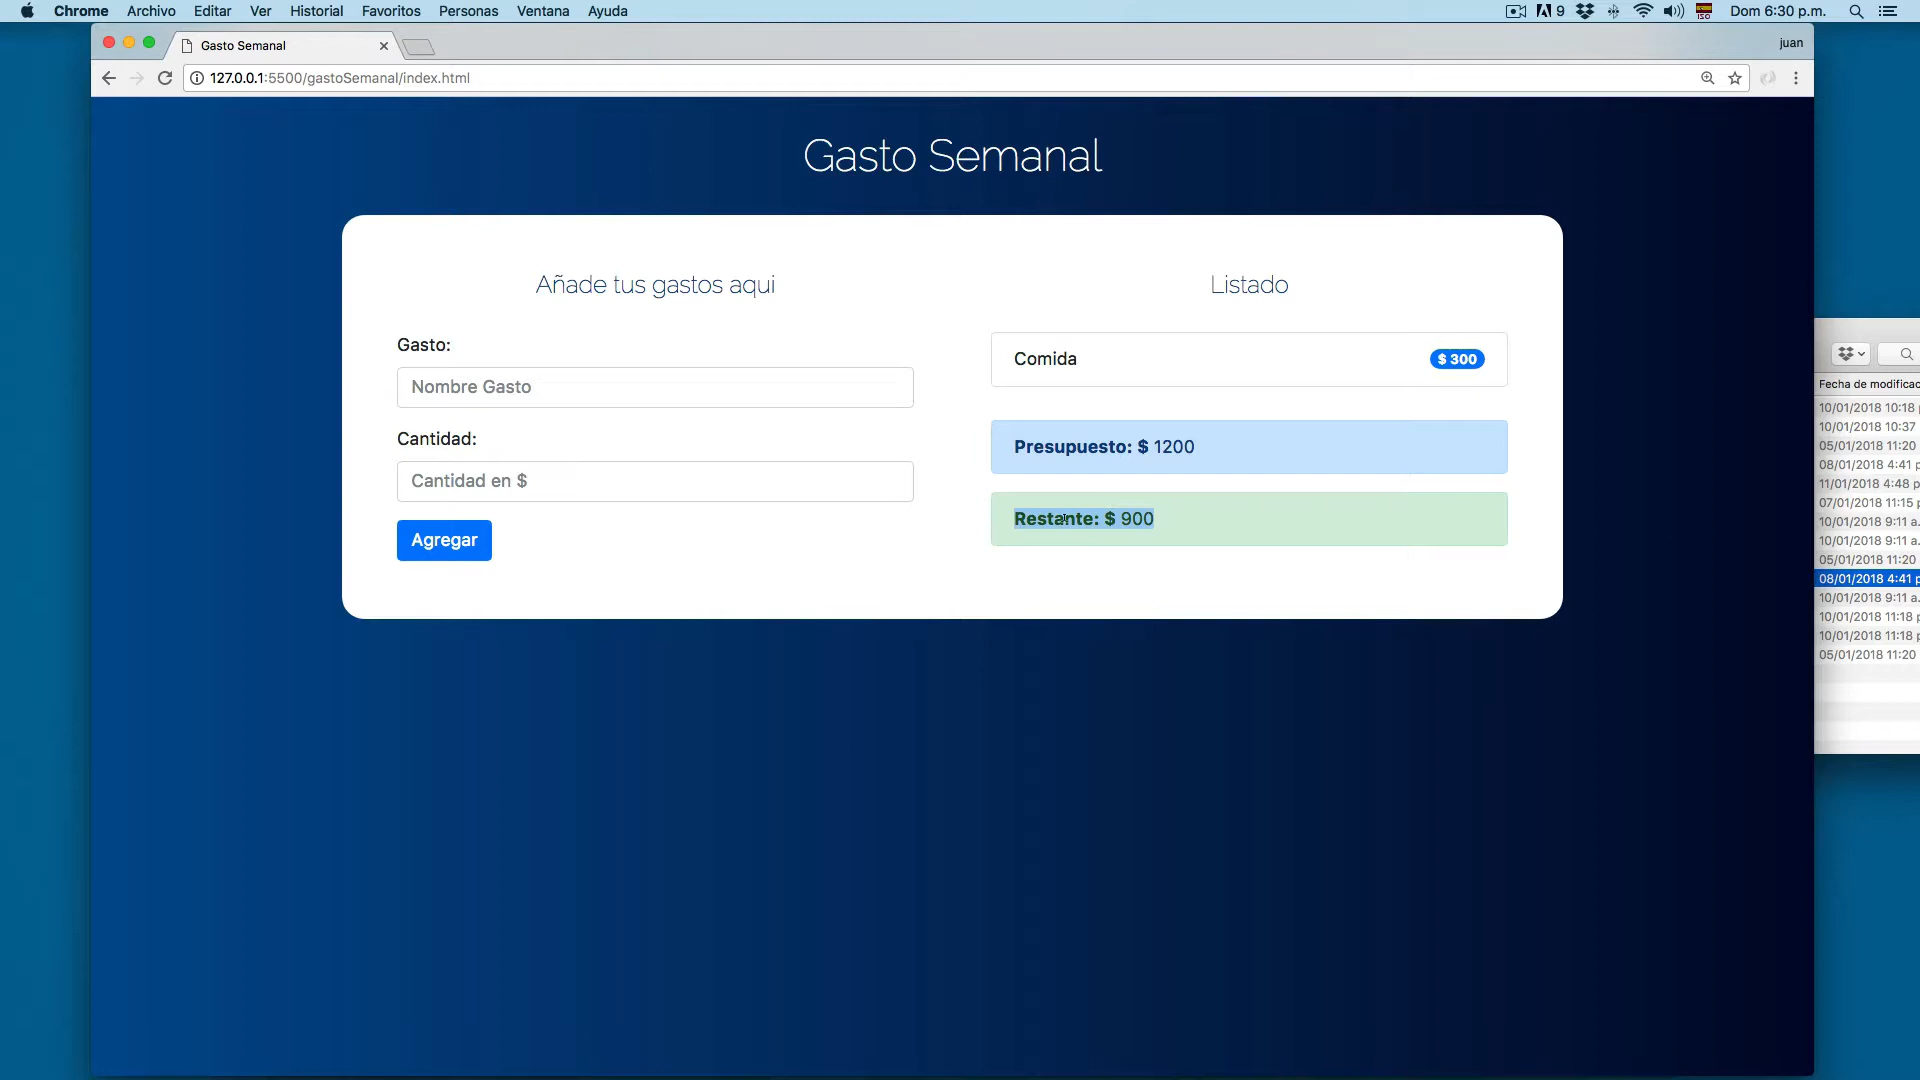 Chrome Archivo Editar Ver Historial Favoritos Personas Ventana Ayuda
9 ISO Dom 6:30 p.m.
Gasto Semanal
juan
127.0.0.1:5500/gastoSemanal/index.html
Gasto Semanal
Añade tus gastos aqui
Gasto:
Nombre Gasto
Cantidad:
Cantidad en $
Agregar
Listado
Comida $ 300
Presupuesto: $ 1200
Restante: $ 900
Fecha de modificac
10/01/2018 10:18 p
10/01/2018 10:37
05/01/2018 11:20
08/01/2018 4:41 p
11/01/2018 4:48 p
07/01/2018 11:15 p
10/01/2018 9:11 a.
10/01/2018 9:11 a.
05/01/2018 11:20
08/01/2018 4:41 p
10/01/2018 9:11 a.
10/01/2018 11:18 p
10/01/2018 11:18 p
05/01/2018 11:20